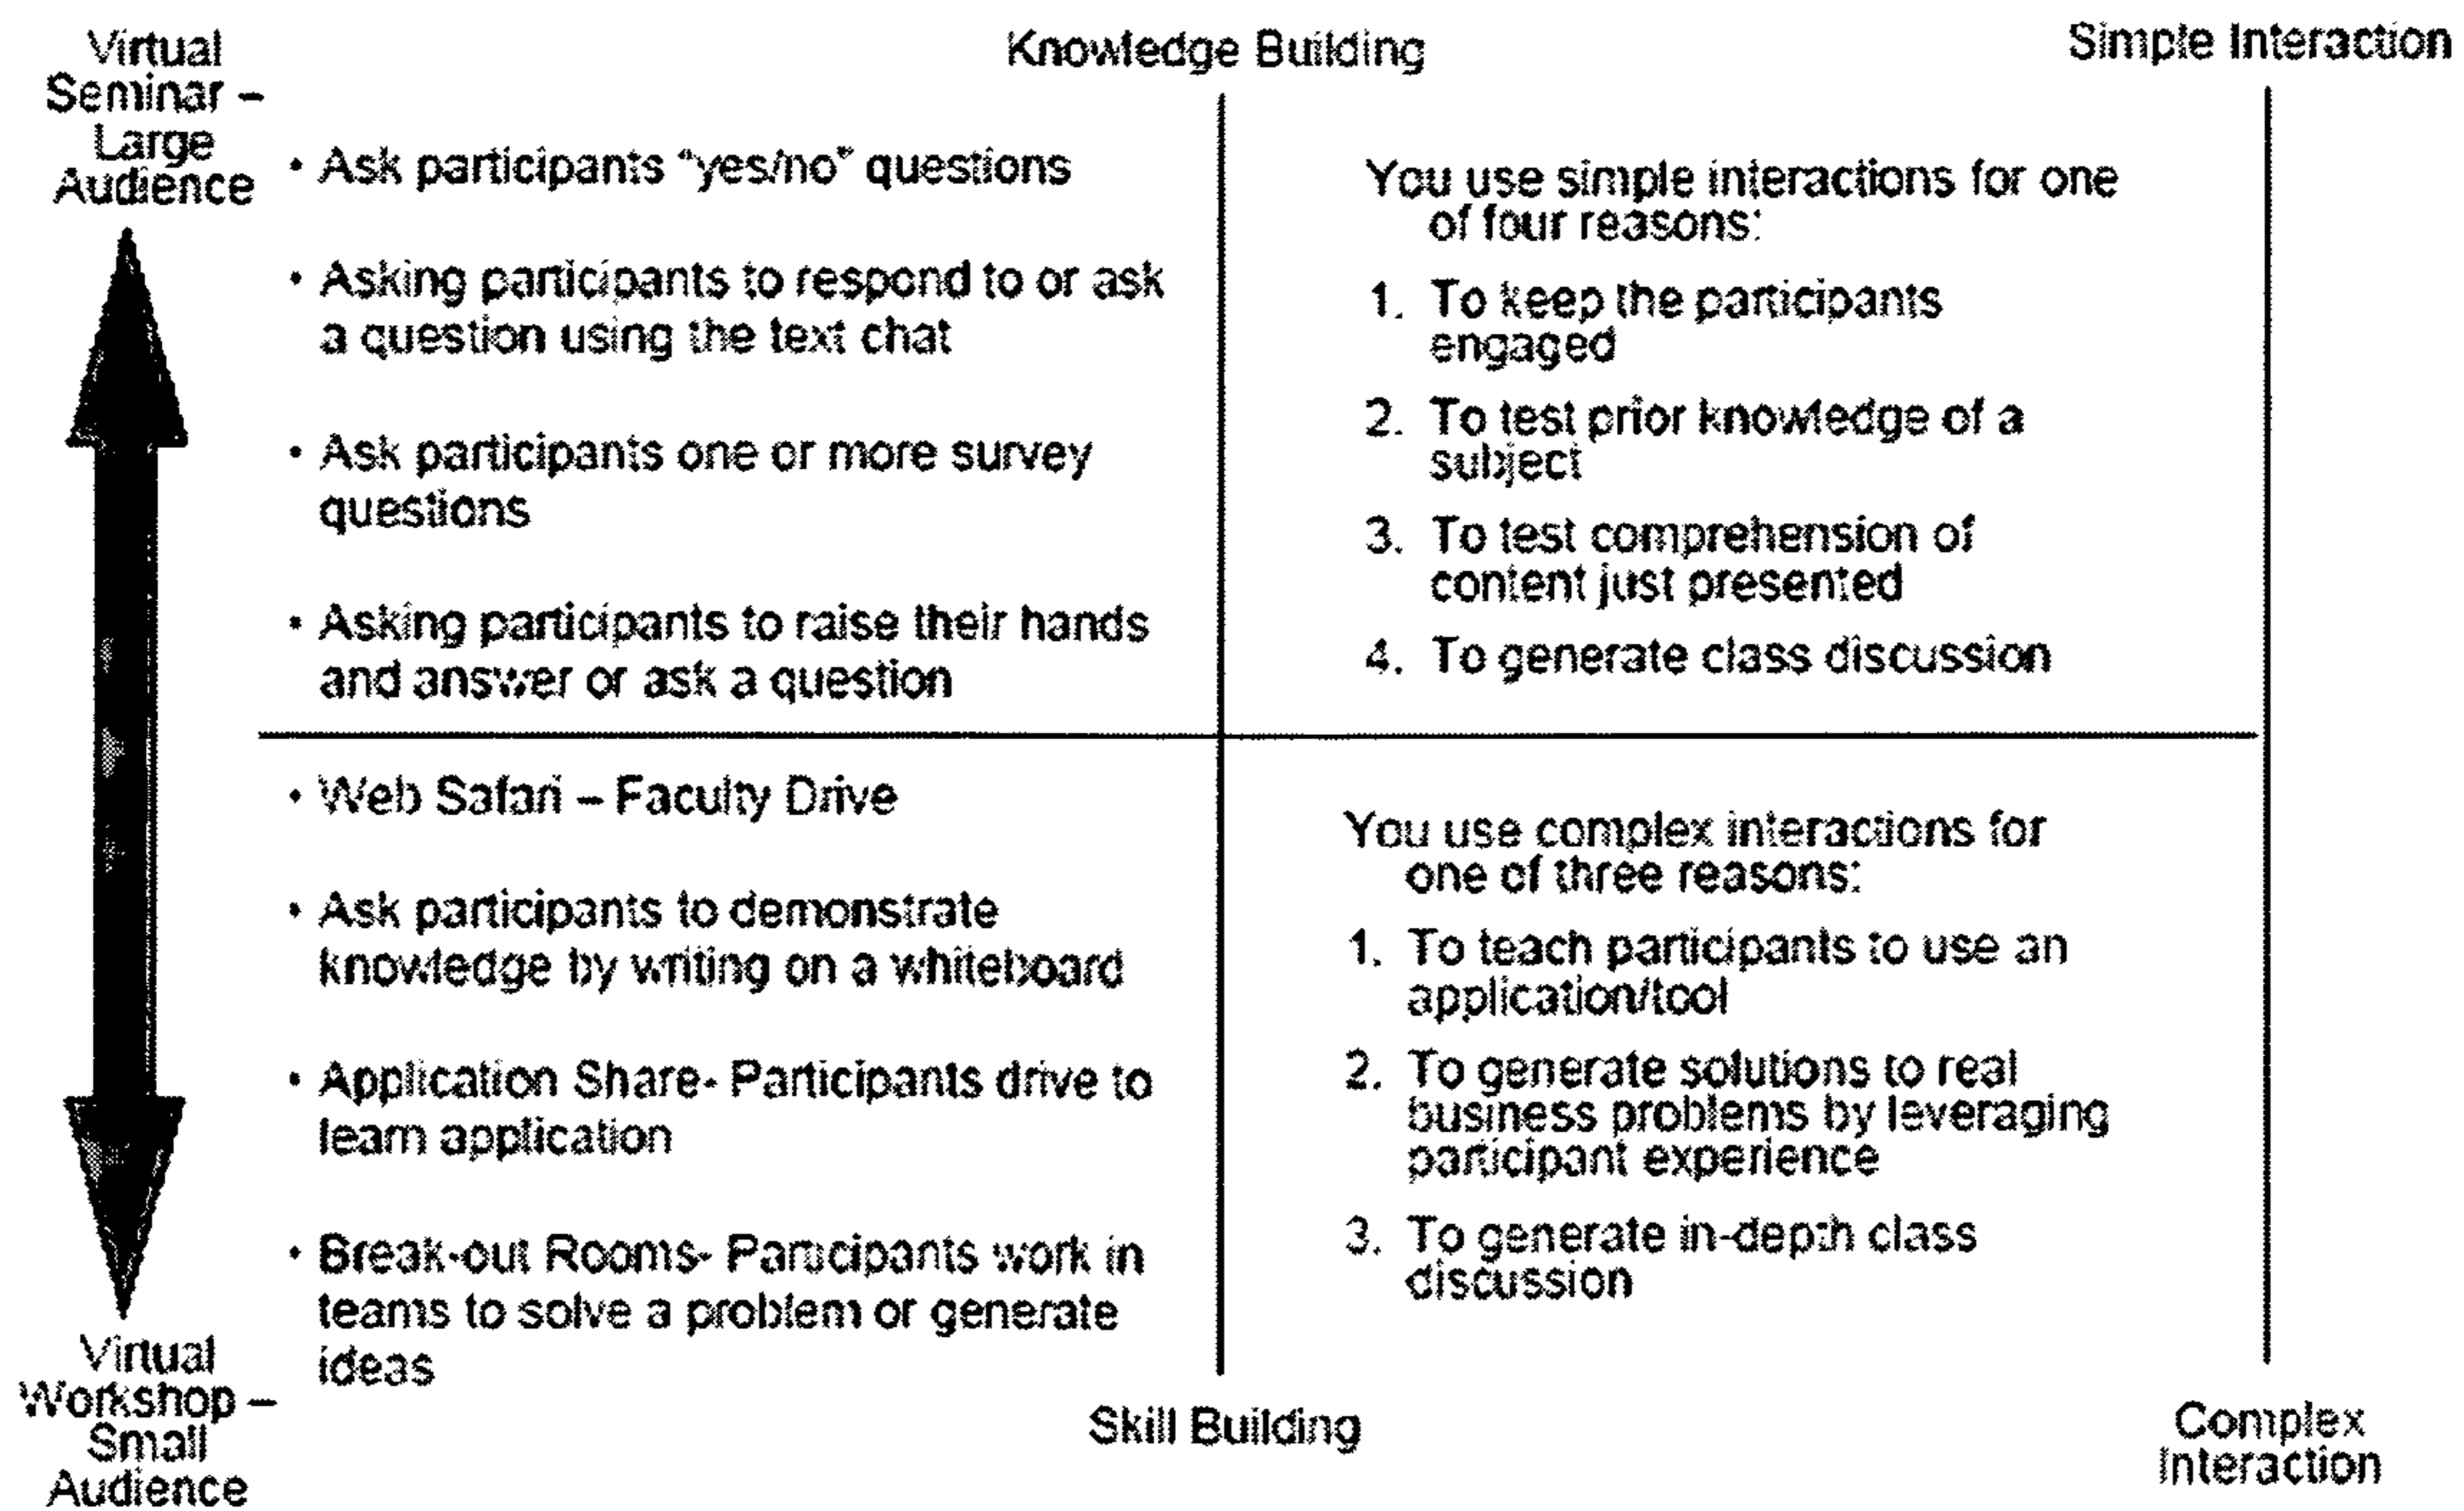 Virtual
Seminar –
Large
Audience
Knowledge Building
Simple Interaction
• Ask participants "yes/no" questions
• Asking participants to respond to or ask
a question using the text chat
• Ask participants one or more survey
questions
• Asking participants to raise their hands
and answer or ask a question
You use simple interactions for one
of four reasons:
1. To keep the participants
engaged
2. To test prior knowledge of a
subject
3. To test comprehension of
content just presented
4. To generate class discussion
• Web Safari – Faculty Drive
• Ask participants to demonstrate
knowledge by writing on a whiteboard
• Application Share- Participants drive to
learn application
• Break-out Rooms- Participants work in
teams to solve a problem or generate
ideas
You use complex interactions for
one of three reasons:
1. To teach participants to use an
application/tool
2. To generate solutions to real
business problems by leveraging
participant experience
3. To generate in-depth class
discussion
Virtual
Workshop –
Small
Audience
Skill Building
Complex
Interaction